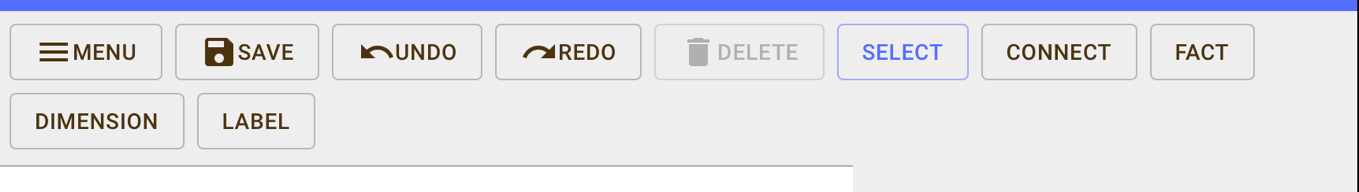 MENU SAVE UNDO REDO DELETE SELECT CONNECT FACT
DIMENSION LABEL